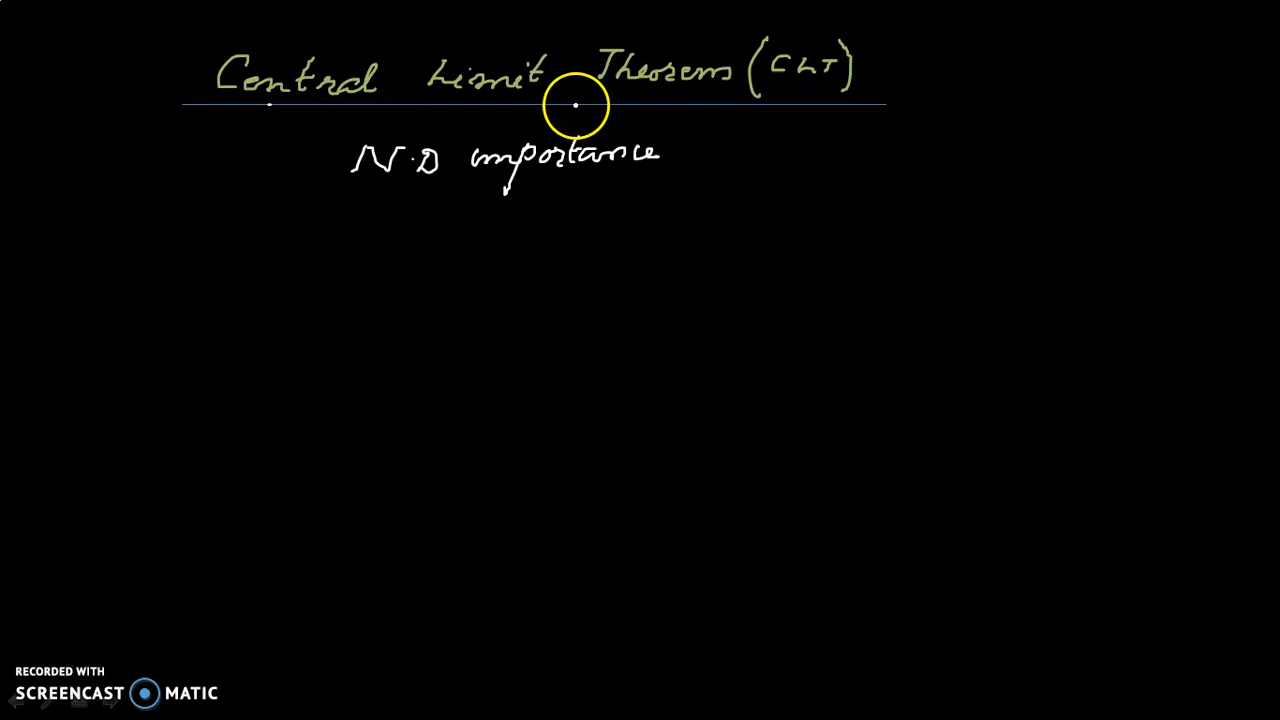 Central Limit Theorem (CLT)
N.D importance
RECORDED WITH
SCREENCAST MATIC